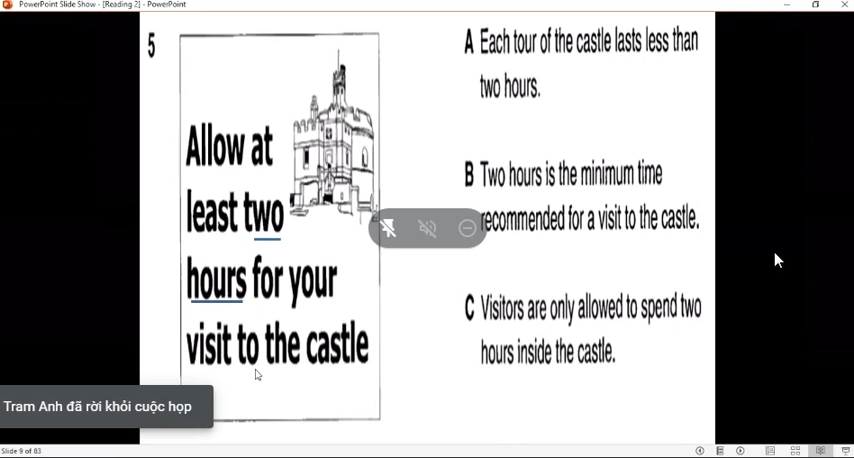 PowerPoint Slide Show - [Reading 2] - PowerPoint
5
Allow at
least two
hours for your
visit to the castle
A Each tour of the castle lasts less than
two hours.
B Two hours is the minimum time
recommended for a visit to the castle.
C Visitors are only allowed to spend two
hours inside the castle.
Tram Anh đã rời khỏi cuộc họp
Slide 9 of 83